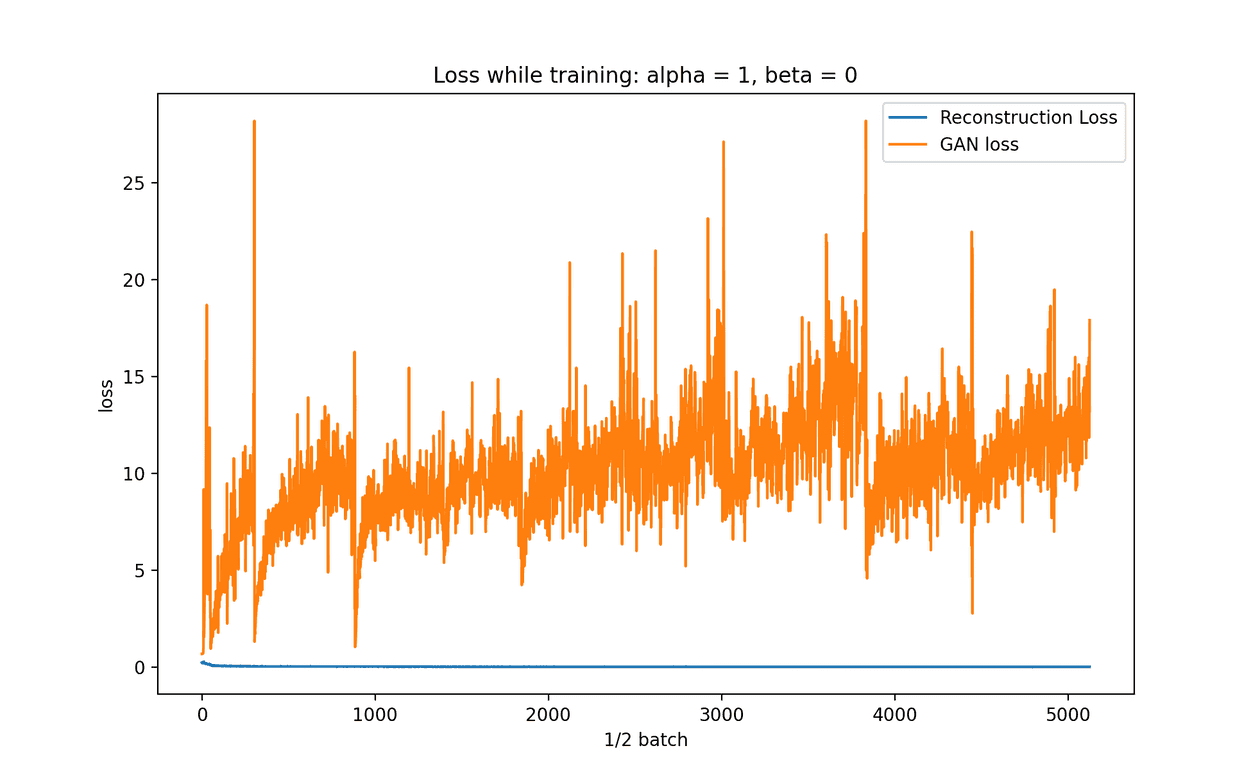 Loss while training: alpha = 1, beta = 0
Reconstruction Loss
GAN loss
25
20
15
10
5
0
loss
0 1000 2000 3000 4000 5000
1/2 batch